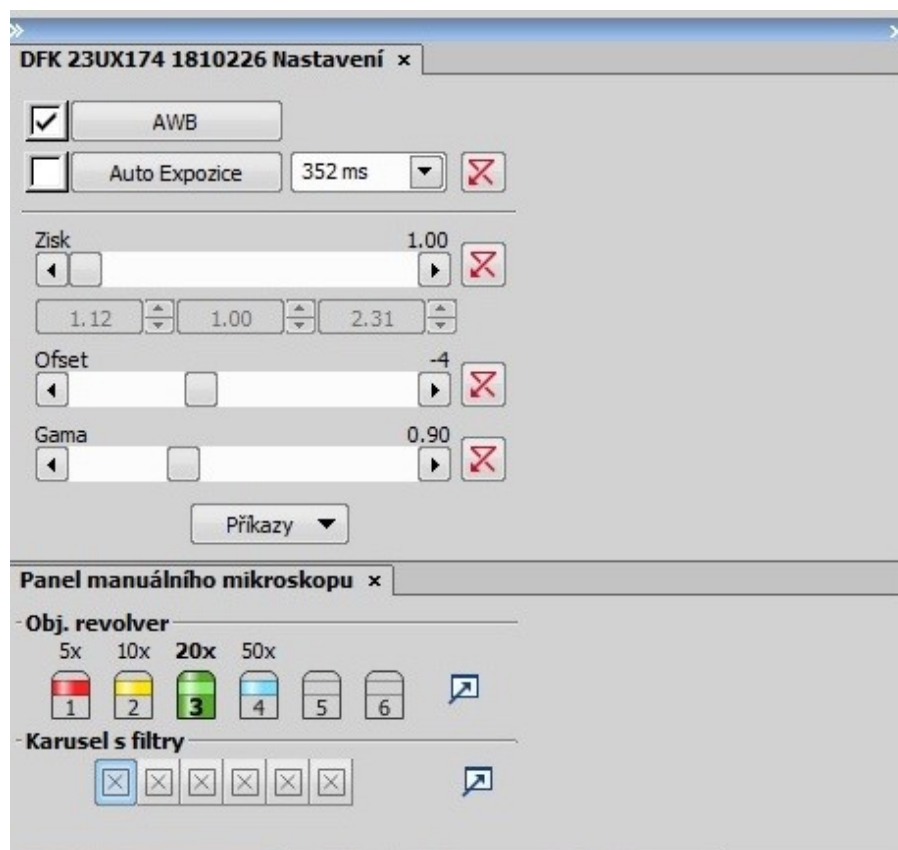 DFK 23UX174 1810226 Nastavení ×
AWB
Auto Expozice 352 ms
Zisk 1.00
1.12 1.00 2.31
Ofset -4
Gama 0.90
Příkazy
Panel manuálního mikroskopu ×
Obj. revolver
5x 10x 20x 50x
1 2 3 4 5 6
Karusel s filtry